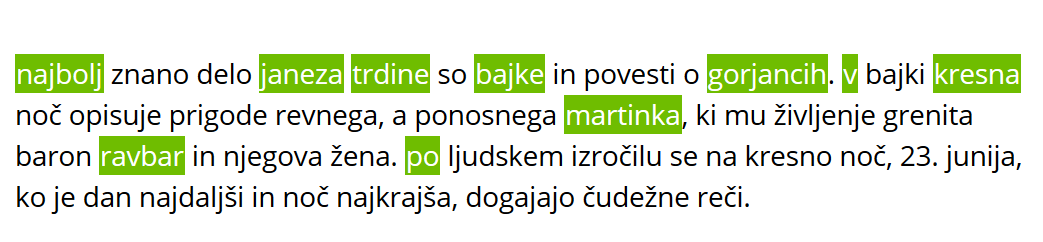 najbolj znano delo janeza trdine so bajke in povesti o gorjancih. v bajki kresna
noč opisuje prigode revnega, a ponosnega martinka, ki mu življenje grenita
baron ravbar in njegova žena. po ljudskem izročilu se na kresno noč, 23. junija,
ko je dan najdaljši in noč najkrajša, dogajajo čudežne reči.